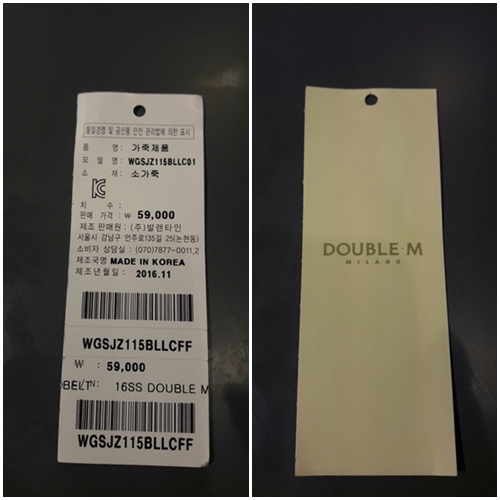 품질경영 및 공산품 안전 관리법에 의한 표시
품 명: 가죽제품
모 델 명: WGSJZ115BLLC01
소 재: 소가죽
치 수:
판매 가격: ₩ 59,000
제조 판매원: (주)발렌타인
서울시 강남구 언주로135길 25(논현동)
소비자 상담실: (070)7877-0011,2
제조국명 MADE IN KOREA
제조년월일: 2016.11
WGSJZ115BLLCFF
₩ : 59,000
BELT/N: 16SS DOUBLE M
WGSJZ115BLLCFF
DOUBLE·M
MILANO